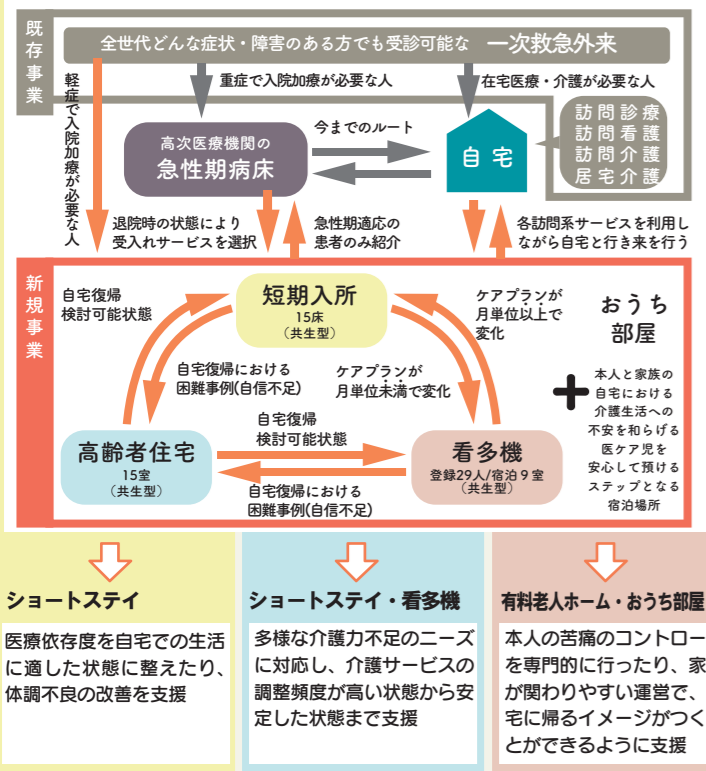 既存事業
全世代どんな症状・障害のある方でも受診可能な 一次救急外来
軽症で入院加療が必要な人
重症で入院加療が必要な人
在宅医療・介護が必要な人
高次医療機関の
急性期病床
今までのルート
自宅
訪問診療
訪問看護
訪問介護
居宅介護
退院時の状態により
受入れサービスを選択
急性期適応の
患者のみ紹介
各訪問系サービスを利用し
ながら自宅と行き来を行う
新規事業
自宅復帰
検討可能状態
短期入所
15床
（共生型）
ケアプランが
月単位以上で
変化
おうち
部屋
自宅復帰における
困難事例(自信不足)
ケアプランが
月単位未満で変化
＋
本人と家族の
自宅における
介護生活への
不安を和らげる
医ケア児を
安心して預ける
ステップとなる
宿泊場所
高齢者住宅
15室
（共生型）
自宅復帰
検討可能状態
看多機
登録29人/宿泊９室
（共生型）
自宅復帰における
困難事例(自信不足)
ショートステイ
医療依存度を自宅での生活
に適した状態に整えたり、
体調不良の改善を支援
ショートステイ・看多機
多様な介護力不足のニーズ
に対応し、介護サービスの
調整頻度が高い状態から安
定した状態まで支援
有料老人ホーム・おうち部屋
本人の苦痛のコントロー
を専門的に行ったり、家
が関わりやすい運営で、
宅に帰るイメージがつく
とができるように支援